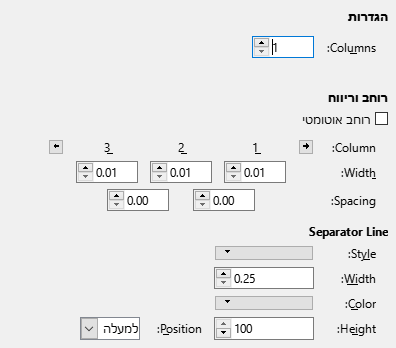 הגדרות
Columns: 1
רוחב וריווח
רוחב אוטומטי
Column: 1 2 3
Width: 0.01 0.01 0.01
Spacing: 0.00 0.00
Separator Line
Style:
Width: 0.25
Color:
Height: 100 Position: למעלה